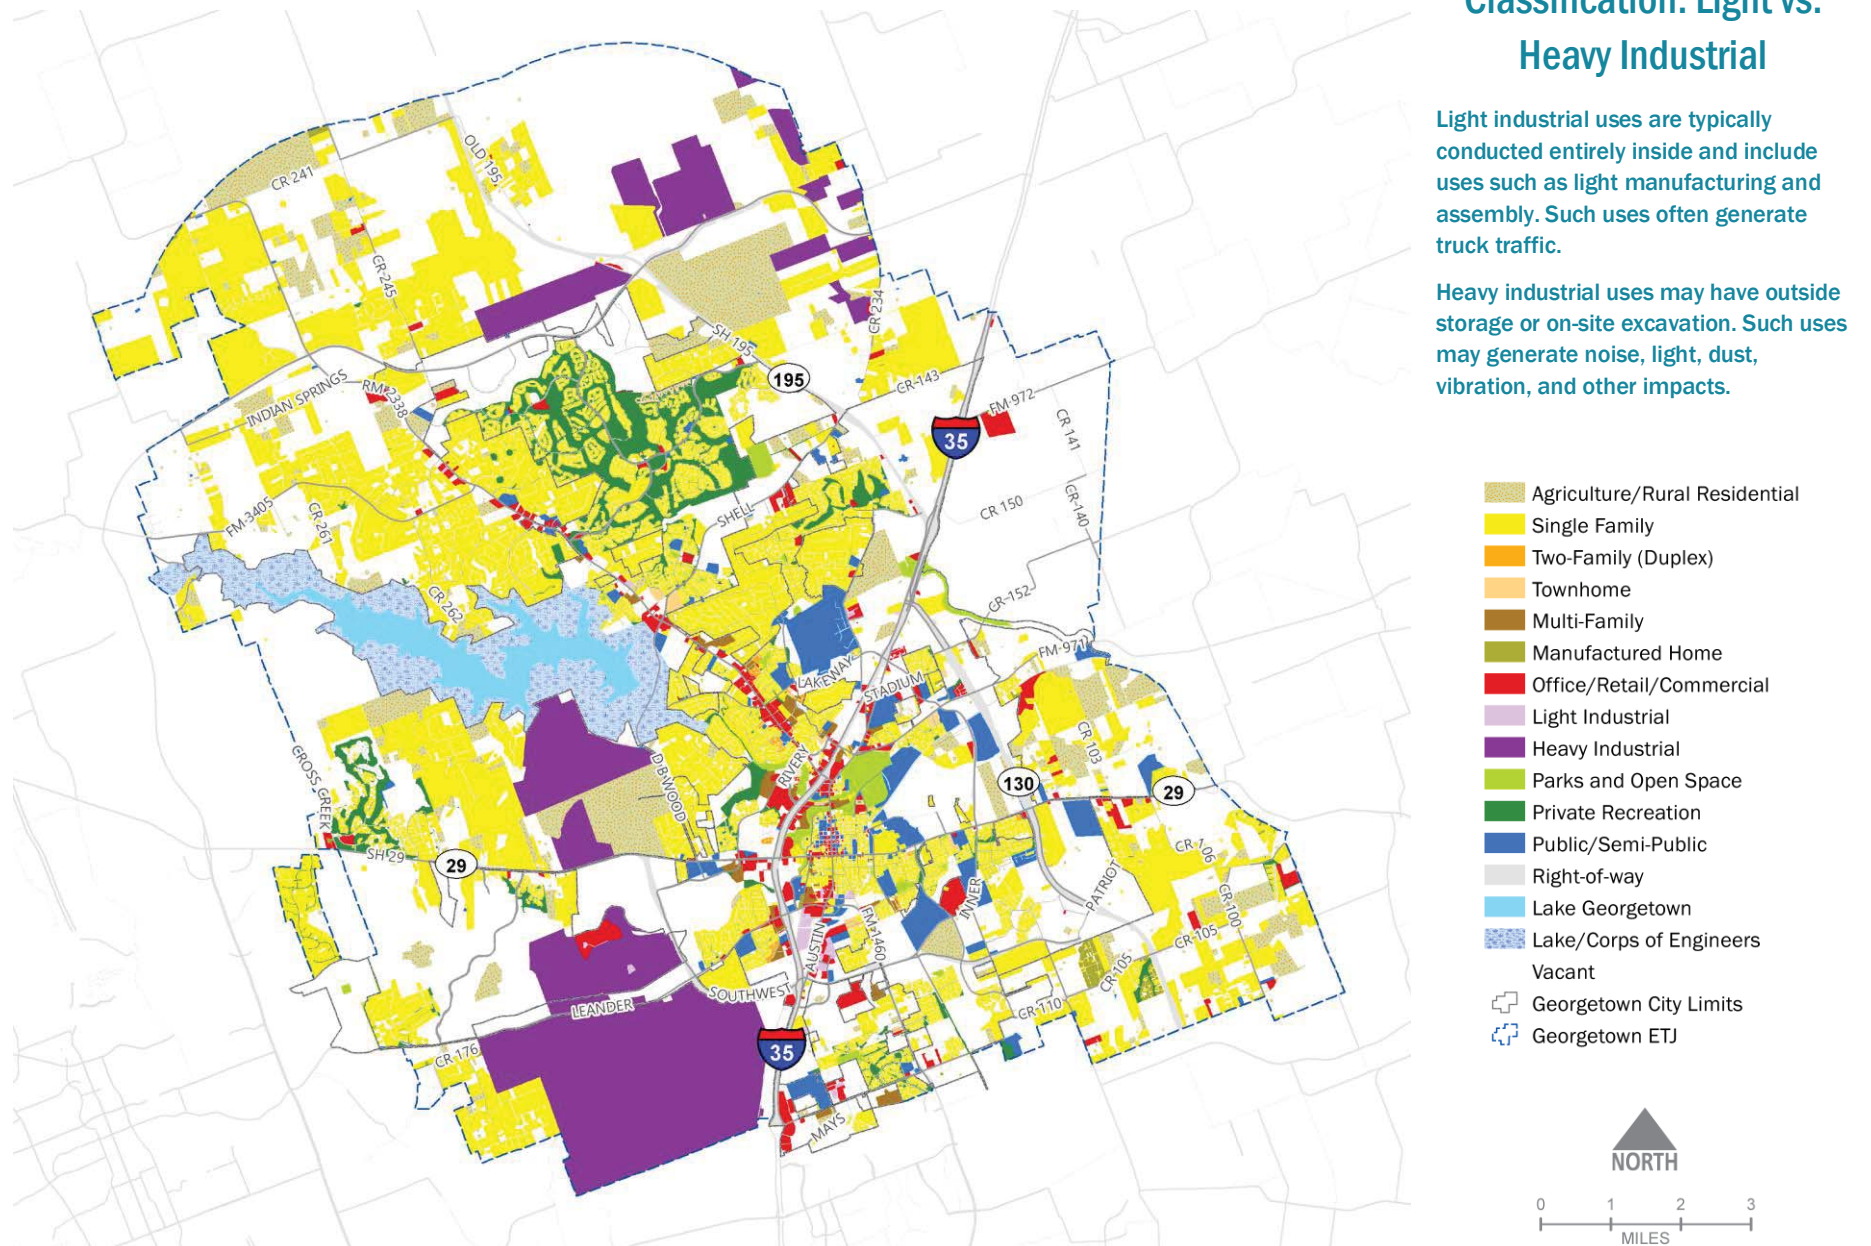 Classification: Light vs.
Heavy Industrial
Light industrial uses are typically
conducted entirely inside and include
uses such as light manufacturing and
assembly. Such uses often generate
truck traffic.
Heavy industrial uses may have outside
storage or on-site excavation. Such uses
may generate noise, light, dust,
vibration, and other impacts.
Agriculture/Rural Residential
Single Family
Two-Family (Duplex)
Townhome
Multi-Family
Manufactured Home
Office/Retail/Commercial
Light Industrial
Heavy Industrial
Parks and Open Space
Private Recreation
Public/Semi-Public
Right-of-way
Lake Georgetown
Lake/Corps of Engineers
Vacant
Georgetown City Limits
Georgetown ETJ
NORTH
0 1 2 3
MILES
OLD 195
CR 241
CR 245
CR 234
SH 195
195
CR 143
FM 972
35
CR 141
INDIAN SPRINGS
RM 2338
CR 150
CR 140
SHELL
FM 3405
CR 261
CR 262
CR 152
FM 971
LAKEWAY
STADIUM
CR 103
CROSS CREEK
D B WOOD
RIVERY
130
29
SH 29
29
CR 106
PATRIOT
CR 100
INNER
FM 1460
AUSTIN
CR 105
CR 105
SOUTHWEST
LEANDER
CR 110
CR 176
35
MAYS